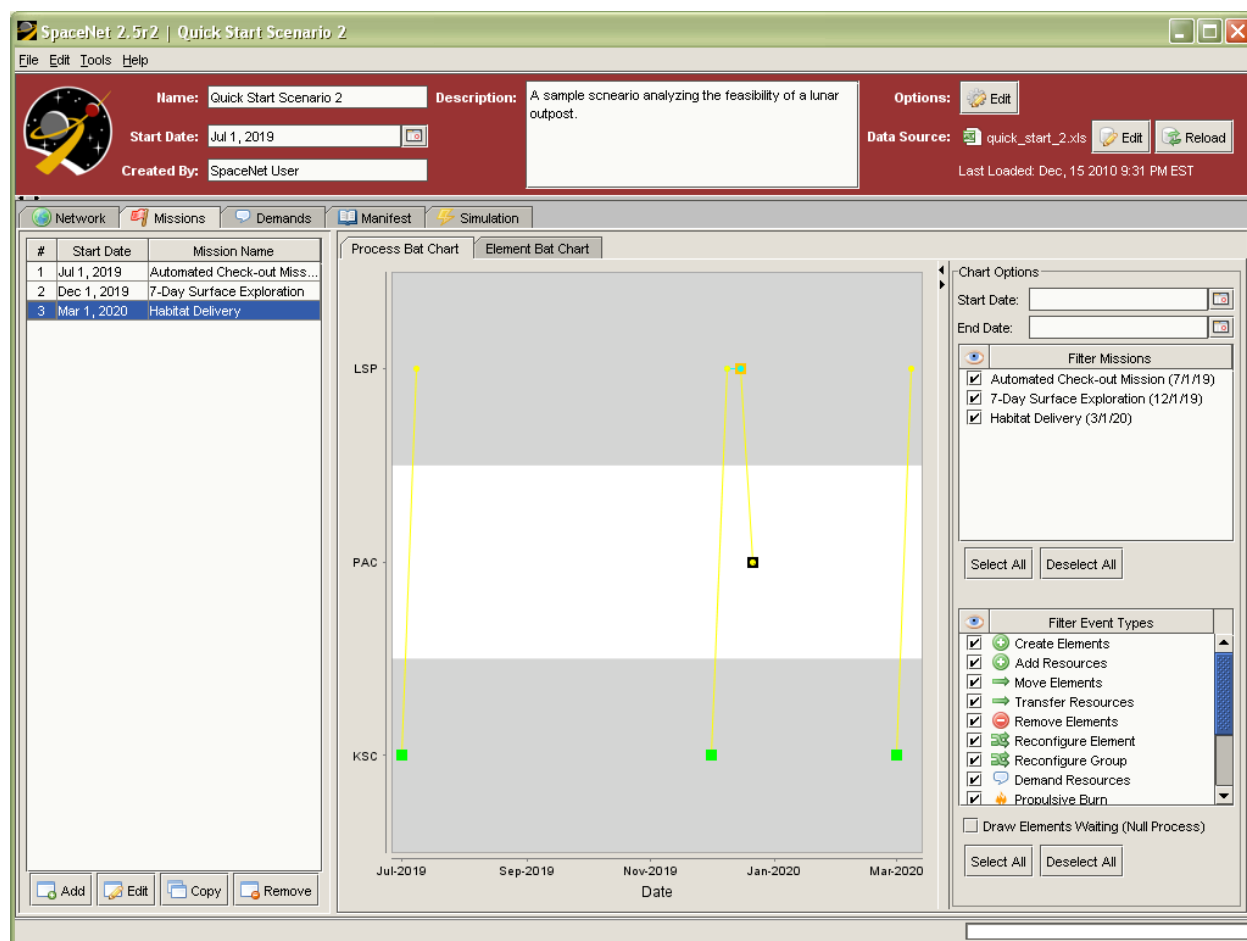 SpaceNet 2.5r2 | Quick Start Scenario 2
File Edit Tools Help
Name: Quick Start Scenario 2
Start Date: Jul 1, 2019
Created By: SpaceNet User
Description: A sample scneario analyzing the feasibility of a lunar
outpost.
Options: Edit
Data Source: quick_start_2.xls Edit Reload
Last Loaded: Dec, 15 2010 9:31 PM EST
Network Missions Demands Manifest Simulation
# Start Date Mission Name
1 Jul 1, 2019 Automated Check-out Miss...
2 Dec 1, 2019 7-Day Surface Exploration
3 Mar 1, 2020 Habitat Delivery
Add Edit Copy Remove
Process Bat Chart Element Bat Chart
LSP
PAC
KSC
Jul-2019 Sep-2019 Nov-2019 Jan-2020 Mar-2020
Date
Chart Options
Start Date:
End Date:
Filter Missions
Automated Check-out Mission (7/1/19)
7-Day Surface Exploration (12/1/19)
Habitat Delivery (3/1/20)
Select All Deselect All
Filter Event Types
Create Elements
Add Resources
Move Elements
Transfer Resources
Remove Elements
Reconfigure Element
Reconfigure Group
Demand Resources
Propulsive Burn
Draw Elements Waiting (Null Process)
Select All Deselect All